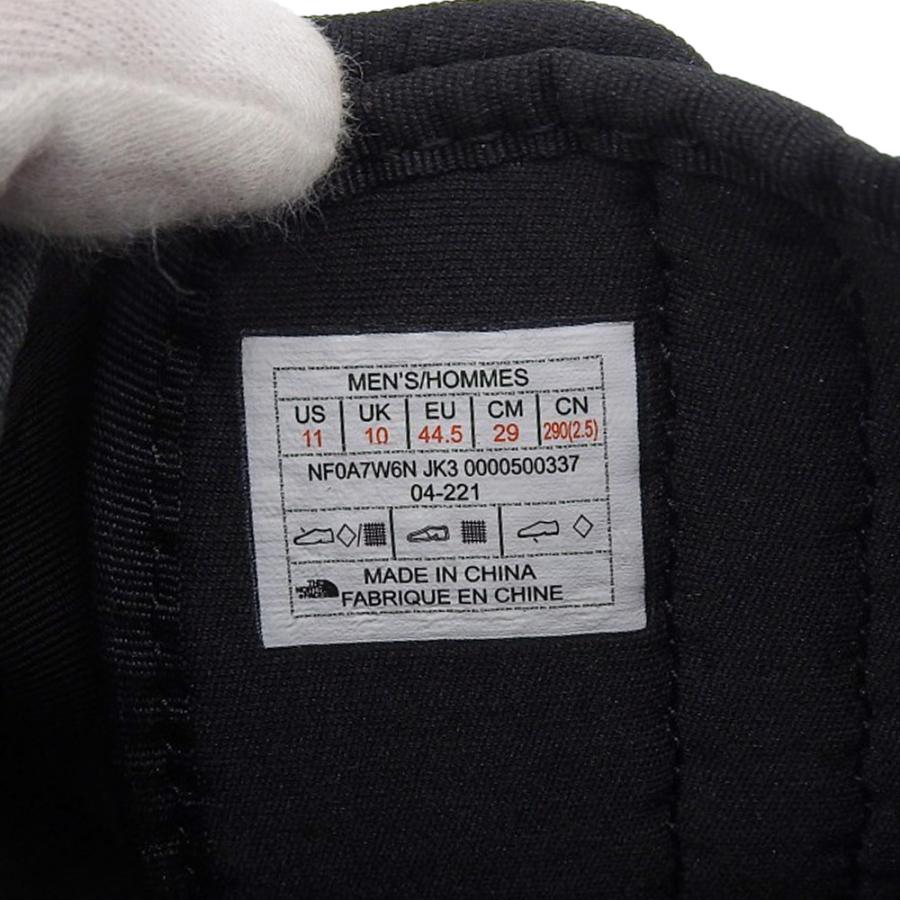 MEN'S/HOMMES
US UK EU CM CN
11 10 44.5 29 290(2.5)
NF0A7W6N JK3 0000500337
04-221
THE
NORTH
FACE
MADE IN CHINA
FABRIQUE EN CHINE